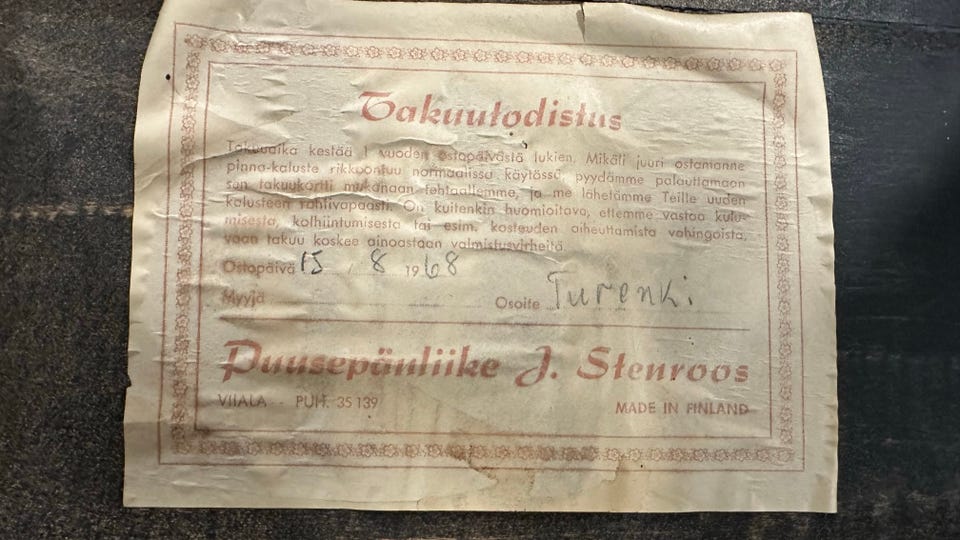 Takuutodistus
Takuuaika kestää 1 vuoden ostopäivästä lukien. Mikäli juuri ostamanne
pinna-kaluste rikkoontuu normaalissa käytössä, pyydämme palauttamaan
sen takuukortti mukanaan tehtaallemme, ja me lähetämme Teille uuden
kalusteen rahtivapaasti. On kuitenkin huomioitava, ettemme vastaa kulu-
misesta, kolhiintumisesta tai esim. kosteuden aiheuttamista vahingoista,
vaan takuu koskee ainoastaan valmistusvirheitä.
Ostopäivä 15 / 8 1968
Myyjä Osoite Turenki
Puusepänliike J. Stenroos
VIIALA - PUH. 35 139 MADE IN FINLAND